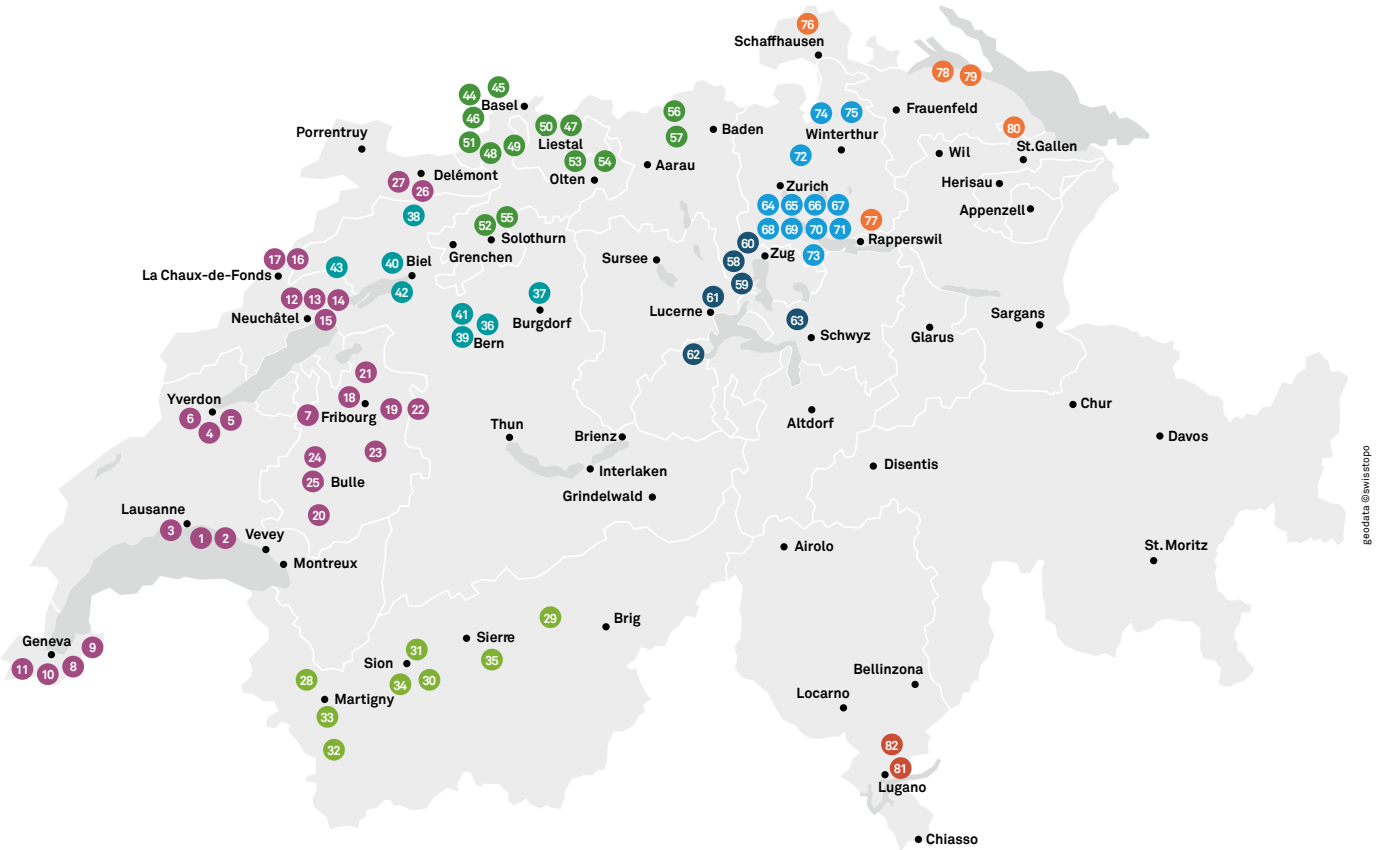 76
Schaffhausen
78
79
44
45
Basel
46
56
74
75
Frauenfeld
50
47
Baden
Winterthur
80
Porrentruy
57
St.Gallen
51
48
49
Liestal
72
Wil
53
54
Aarau
Delémont
Olten
Zurich
Herisau
27
26
64
65
66
67
Appenzell
38
52
55
77
Solothurn
68
69
70
71
Rapperswil
60
Grenchen
Zug
73
17
16
43
40
Biel
Sursee
58
La Chaux-de-Fonds
59
42
37
61
12
13
14
41
Lucerne
Sargans
Neuchâtel
15
36
Burgdorf
63
39
Bern
Schwyz
Glarus
62
21
Yverdon
18
Chur
6
5
7
Fribourg
19
22
4
Thun
Brienz
Altdorf
Davos
24
23
Disentis
25
Bulle
Interlaken
Grindelwald
Lausanne
20
3
1
2
Vevey
Airolo
St.Moritz
Montreux
geodata ©swisstopo
29
Brig
Geneva
9
Sierre
31
11
10
8
Sion
35
28
34
30
Bellinzona
Martigny
Locarno
33
32
82
81
Lugano
Chiasso